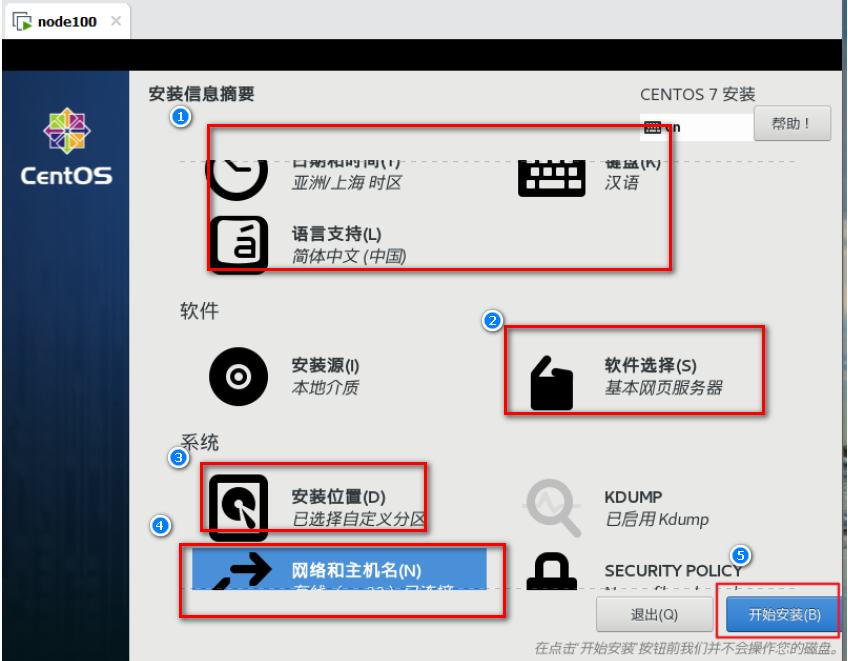 node100
安装信息摘要
CENTOS 7 安装
1
帮助！
日期和时间(T)
键盘(K)
亚洲/上海 时区
汉语
CentOS
语言支持(L)
简体中文 (中国)
软件
2
安装源(I)
软件选择(S)
本地介质
基本网页服务器
系统
3
安装位置(D)
KDUMP
已选择自定义分区
已启用 Kdump
4
网络和主机名(N)
SECURITY POLICY
5
退出(Q)
开始安装(B)
在点击'开始安装'按钮前我们并不会操作您的磁盘。